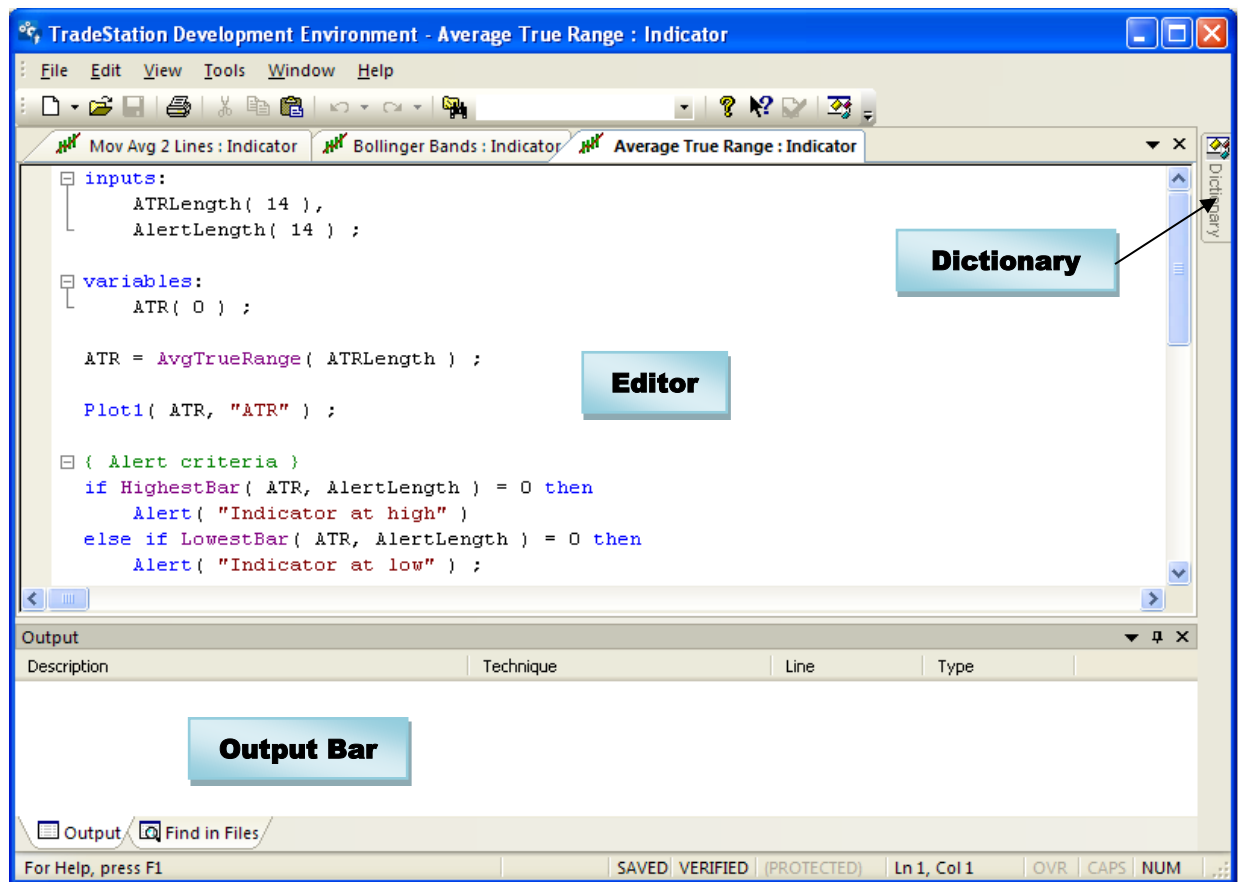 TradeStation Development Environment - Average True Range : Indicator
File Edit View Tools Window Help
Mov Avg 2 Lines : Indicator Bollinger Bands : Indicator Average True Range : Indicator
Dictionary
inputs:
ATRLength( 14 ),
AlertLength( 14 ) ;
Dictionary
variables:
ATR( 0 ) ;
ATR = AvgTrueRange( ATRLength ) ;
Editor
Plot1( ATR, "ATR" ) ;
{ Alert criteria }
if HighestBar( ATR, AlertLength ) = 0 then
Alert( "Indicator at high" )
else if LowestBar( ATR, AlertLength ) = 0 then
Alert( "Indicator at low" ) ;
Output
Description Technique Line Type
Output Bar
Output Find in Files
For Help, press F1 SAVED VERIFIED (PROTECTED) Ln 1, Col 1 OVR CAPS NUM